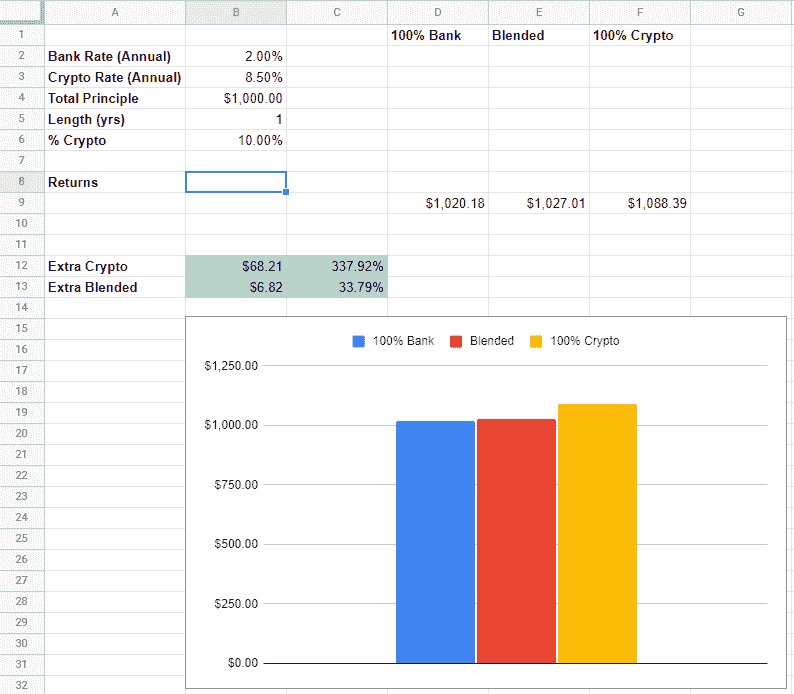 A B C D E F G
1 100% Bank Blended 100% Crypto
2 Bank Rate (Annual) 2.00%
3 Crypto Rate (Annual) 8.50%
4 Total Principle $1,000.00
5 Length (yrs) 1
6 % Crypto 10.00%
7
8 Returns
9 $1,020.18 $1,027.01 $1,088.39
10
11
12 Extra Crypto $68.21 337.92%
13 Extra Blended $6.82 33.79%
14
15
16
17
18
19
20
21
22
23
24
25
26
27
28
29
30
31
32
100% Bank Blended 100% Crypto
$1,250.00
$1,000.00
$750.00
$500.00
$250.00
$0.00